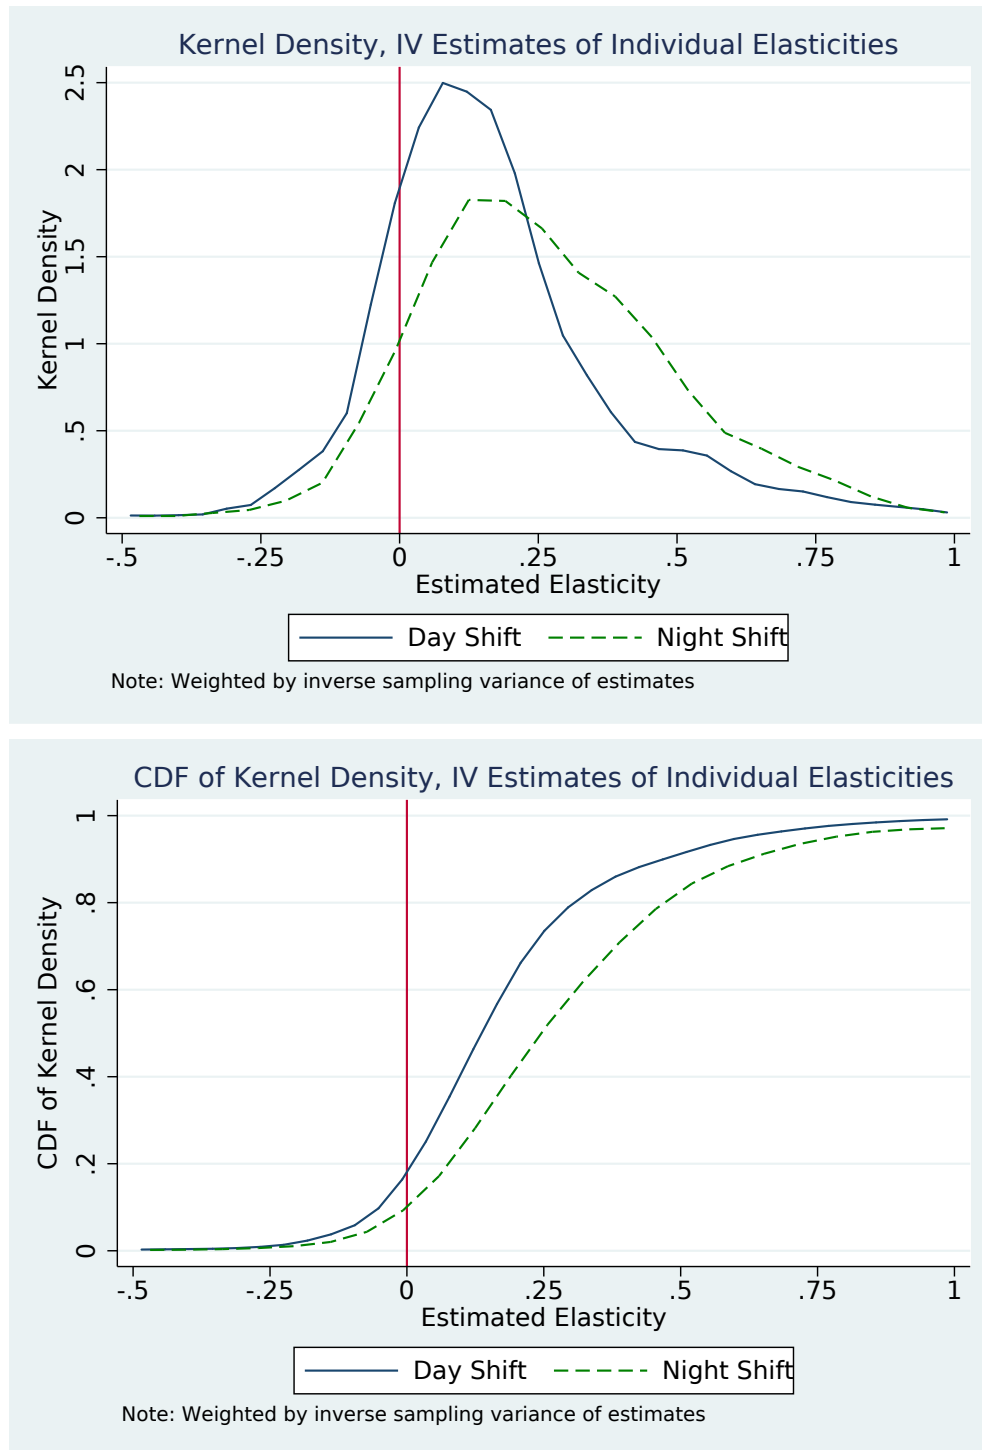 Kernel Density, IV Estimates of Individual Elasticities
Kernel Density
2.5
2
1.5
1
.5
0
-.5 -.25 0 .25 .5 .75 1
Estimated Elasticity
Day Shift Night Shift
Note: Weighted by inverse sampling variance of estimates
CDF of Kernel Density, IV Estimates of Individual Elasticities
CDF of Kernel Density
1
.8
.6
.4
.2
0
-.5 -.25 0 .25 .5 .75 1
Estimated Elasticity
Day Shift Night Shift
Note: Weighted by inverse sampling variance of estimates